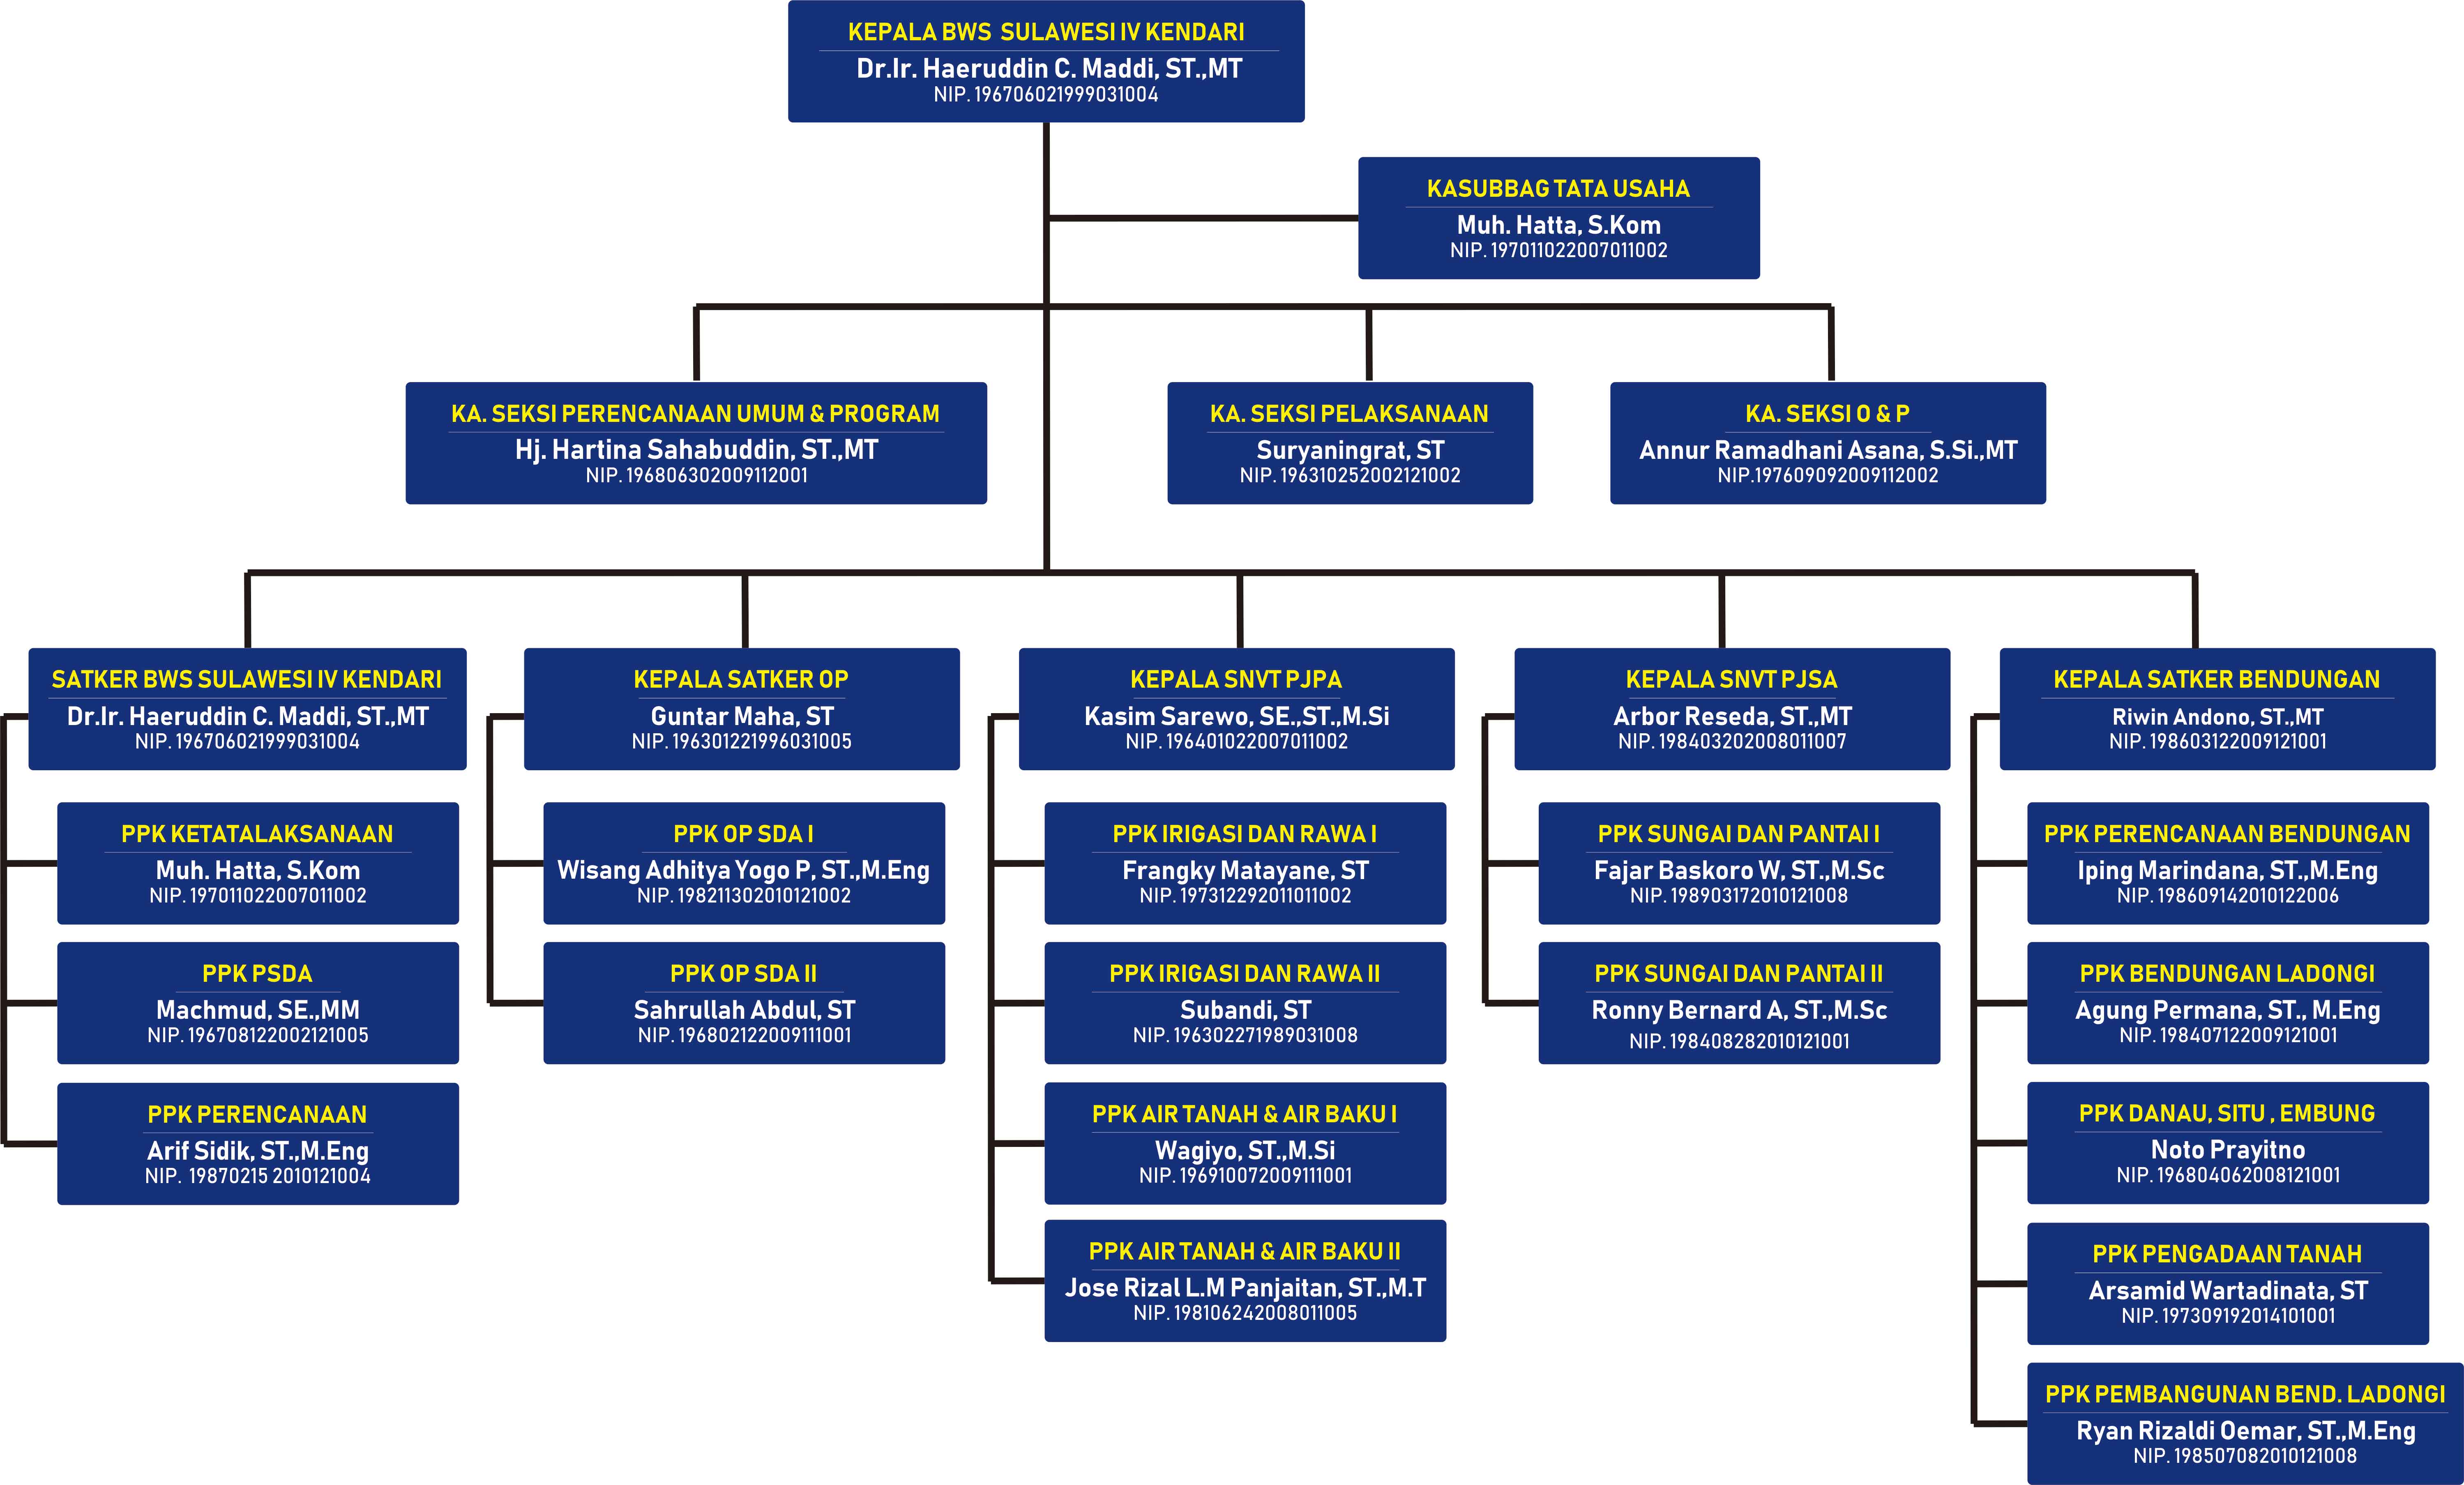 KEPALA BWS SULAWESI IV KENDARI
Dr.Ir. Haeruddin C. Maddi, ST.,MT
NIP. 196706021999031004
KASUBBAG TATA USAHA
Muh. Hatta, S.Kom
NIP. 197011022007011002
KA. SEKSI PERENCANAAN UMUM & PROGRAM
Hj. Hartina Sahabuddin, ST.,MT
NIP. 196806302009112001
KA. SEKSI PELAKSANAAN
Suryaningrat, ST
NIP. 196310252002121002
KA. SEKSI O & P
Annur Ramadhani Asana, S.Si.,MT
NIP.197609092009112002
SATKER BWS SULAWESI IV KENDARI
Dr.Ir. Haeruddin C. Maddi, ST.,MT
NIP. 196706021999031004
PPK KETATALAKSANAAN
Muh. Hatta, S.Kom
NIP. 197011022007011002
PPK PSDA
Machmud, SE.,MM
NIP. 196708122002121005
PPK PERENCANAAN
Arif Sidik, ST.,M.Eng
NIP. 19870215 2010121004
KEPALA SATKER OP
Guntar Maha, ST
NIP. 196301221996031005
PPK OP SDA I
Wisang Adhitya Yogo P, ST.,M.Eng
NIP. 198211302010121002
PPK OP SDA II
Sahrullah Abdul, ST
NIP. 196802122009111001
KEPALA SNVT PJPA
Kasim Sarewo, SE.,ST.,M.Si
NIP. 196401022007011002
PPK IRIGASI DAN RAWA I
Frangky Matayane, ST
NIP. 197312292011011002
PPK IRIGASI DAN RAWA II
Subandi, ST
NIP. 196302271989031008
PPK AIR TANAH & AIR BAKU I
Wagiyo, ST.,M.Si
NIP. 196910072009111001
PPK AIR TANAH & AIR BAKU II
Jose Rizal L.M Panjaitan, ST.,M.T
NIP. 198106242008011005
KEPALA SNVT PJSA
Arbor Reseda, ST.,MT
NIP. 198403202008011007
PPK SUNGAI DAN PANTAI I
Fajar Baskoro W, ST.,M.Sc
NIP. 198903172010121008
PPK SUNGAI DAN PANTAI II
Ronny Bernard A, ST.,M.Sc
NIP. 198408282010121001
KEPALA SATKER BENDUNGAN
Riwin Andono, ST.,MT
NIP. 198603122009121001
PPK PERENCANAAN BENDUNGAN
Iping Marindana, ST.,M.Eng
NIP. 198609142010122006
PPK BENDUNGAN LADONGI
Agung Permana, ST., M.Eng
NIP. 198407122009121001
PPK DANAU, SITU , EMBUNG
Noto Prayitno
NIP. 196804062008121001
PPK PENGADAAN TANAH
Arsamid Wartadinata, ST
NIP. 197309192014101001
PPK PEMBANGUNAN BEND. LADONGI
Ryan Rizaldi Oemar, ST.,M.Eng
NIP. 198507082010121008